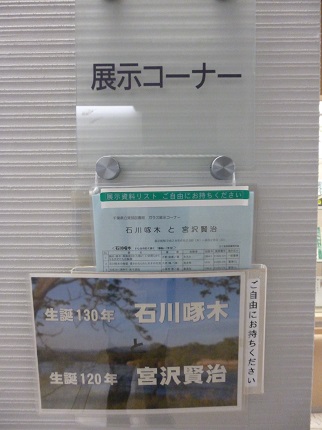 展示コーナー
展示資料リスト ご自由にお持ちください
石川啄木 と 宮沢賢治
生誕130年 石川啄木
と
生誕120年 宮沢賢治
ご自由にお持ちください